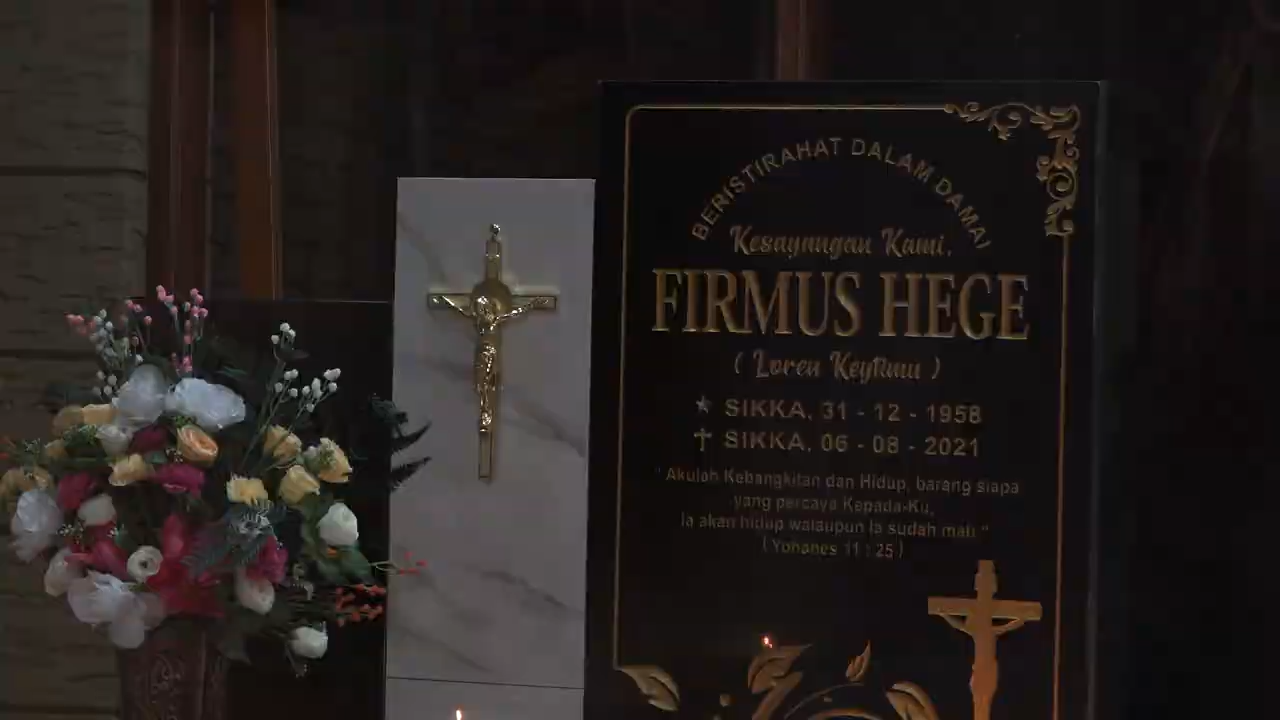 BERISTIRAHAT DALAM DAMAI
Kesayangan Kami,
FIRMUS HEGE
( Loren Keytimu )
SIKKA, 31 - 12 - 1958
SIKKA, 06 - 08 - 2021
" Akulah Kebangkitan dan Hidup, barang siapa
yang percaya Kepada-Ku,
Ia akan hidup walaupun Ia sudah mati "
( Yohanes 11 : 25 )